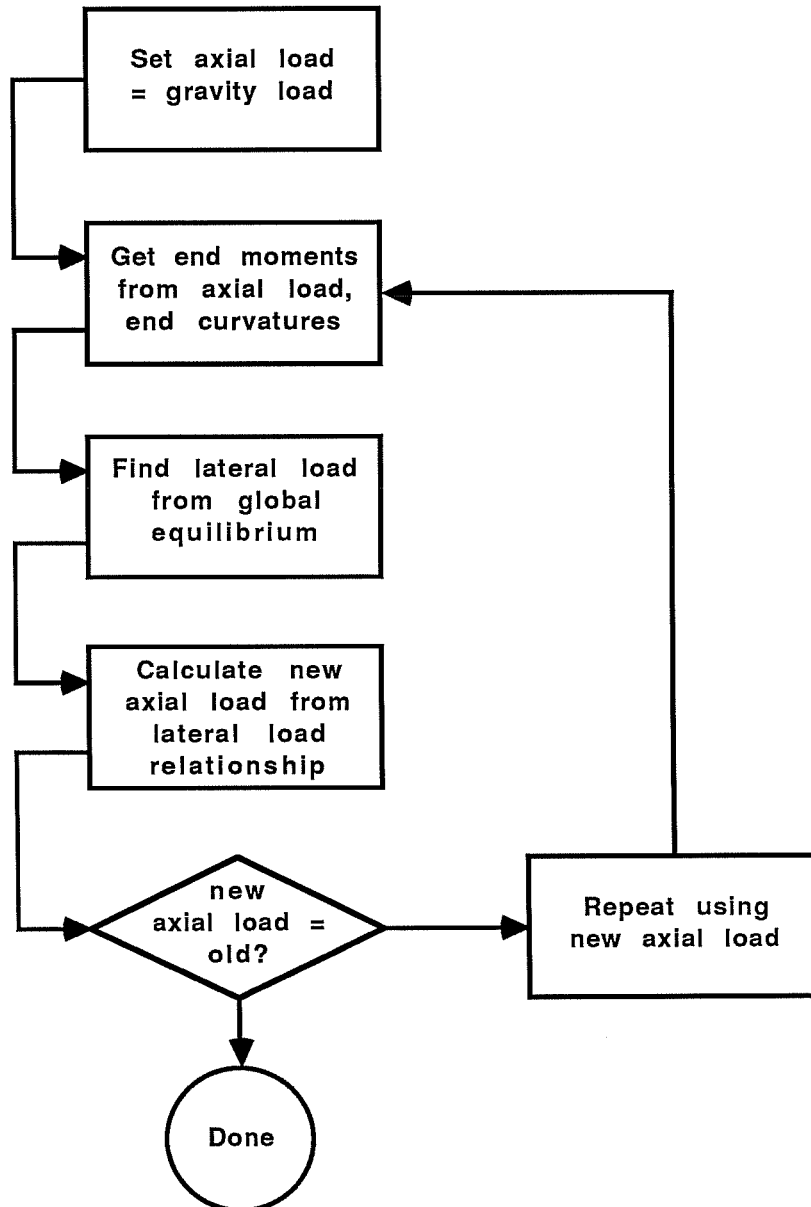 Set axial load
= gravity load
Get end moments
from axial load,
end curvatures
Find lateral load
from global
equilibrium
Calculate new
axial load from
lateral load
relationship
new
axial load =
old?
Repeat using
new axial load
Done